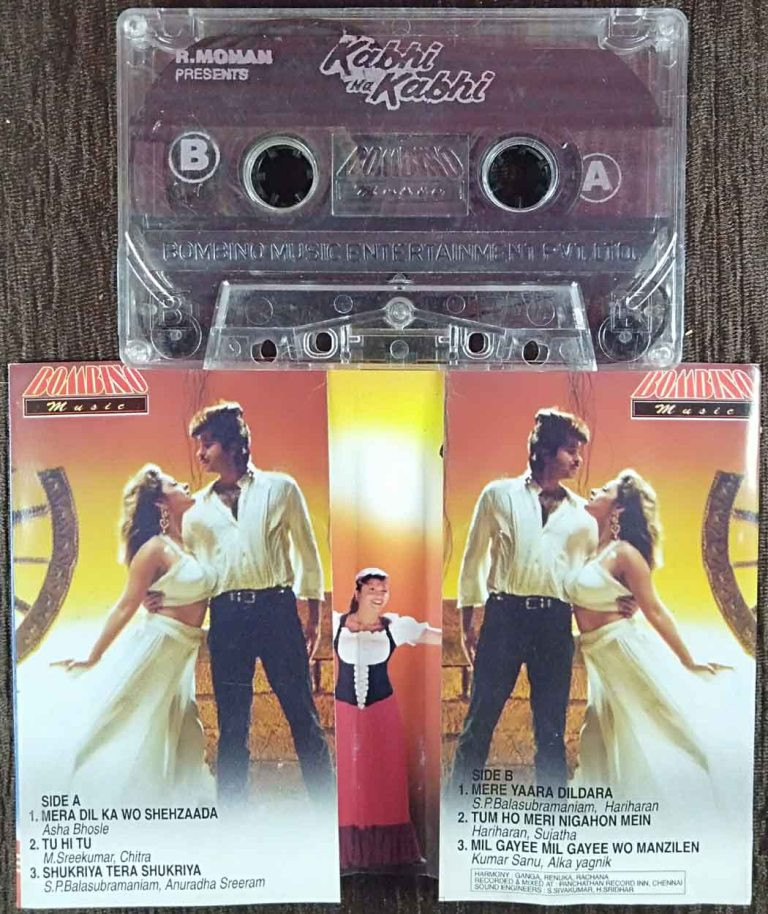 R.MOHAN
PRESENTS
Kabhi
Na
Kabhi
B
BOMBINO
A
BOMBINO MUSIC ENTERTAINMENT PVT. LTD.
BOMBINO
Music
BOMBINO
Music
SIDE A
1. MERA DIL KA WO SHEHZAADA
Asha Bhosle
2. TU HI TU
M.Sreekumar, Chitra
3. SHUKRIYA TERA SHUKRIYA
S.P.Balasubramaniam, Anuradha Sreeram
SIDE B
1. MERE YAARA DILDARA
S.P.Balasubramaniam, Hariharan
2. TUM HO MERI NIGAHON MEIN
Hariharan, Sujatha
3. MIL GAYEE MIL GAYEE WO MANZILEN
Kumar Sanu, Alka yagnik
HARMONY : GANGA, RENUKA, RACHANA
RECORDED & MIXED AT : PANCHATHAN RECORD INN, CHENNAI
SOUND ENGINEERS : S.SIVAKUMAR, H.SRIDHAR